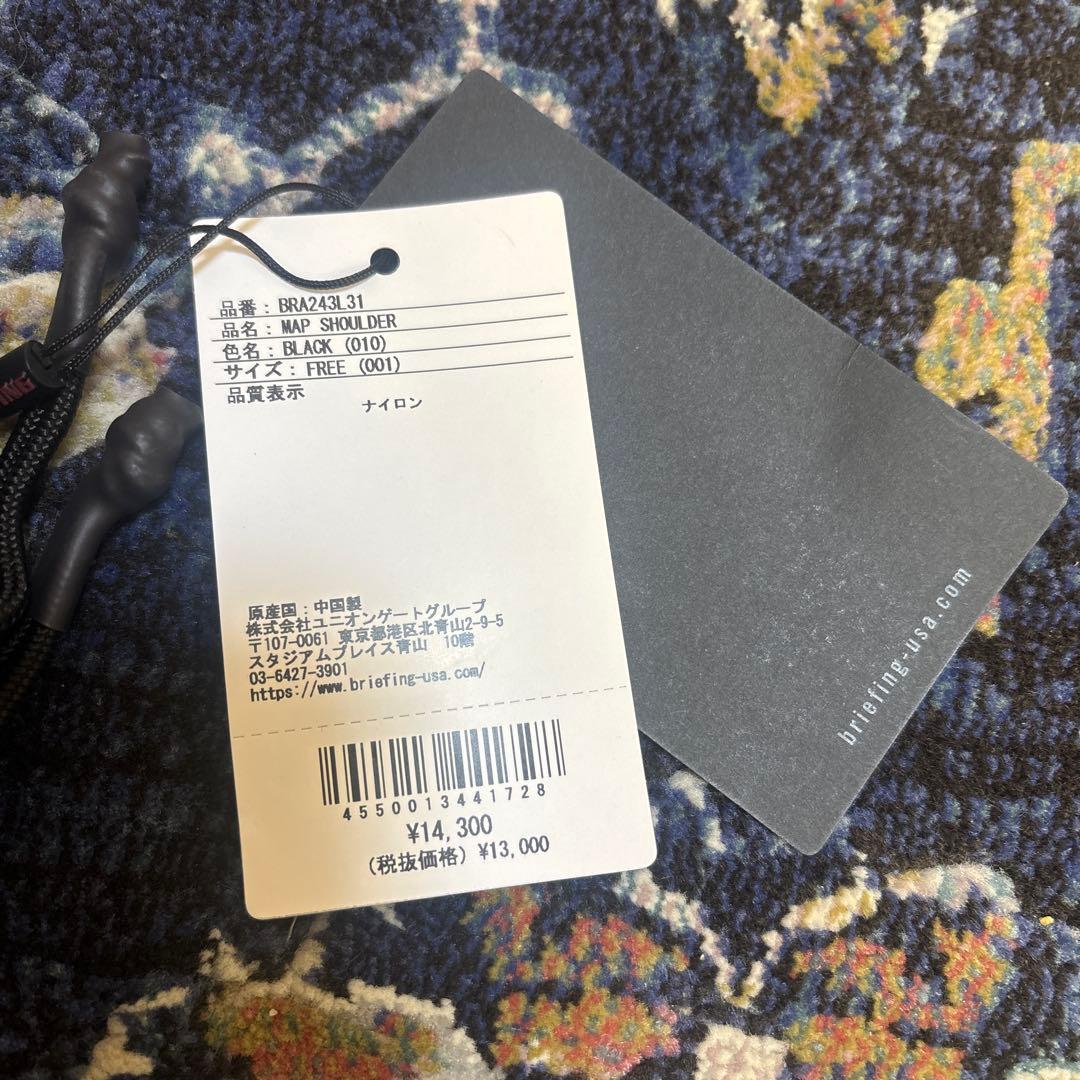 品番：BRA243L31
品名：MAP SHOULDER
色名：BLACK (010)
サイズ：FREE (001)
品質表示
ナイロン
原産国：中国製
株式会社ユニオンゲートグループ
〒107-0061 東京都港区北青山2-9-5
スタジアムプレイス青山　10階
03-6427-3901
https://www.briefing-usa.com/
4550013441728
¥14,300
(税抜価格) ¥13,000
briefing-usa.com